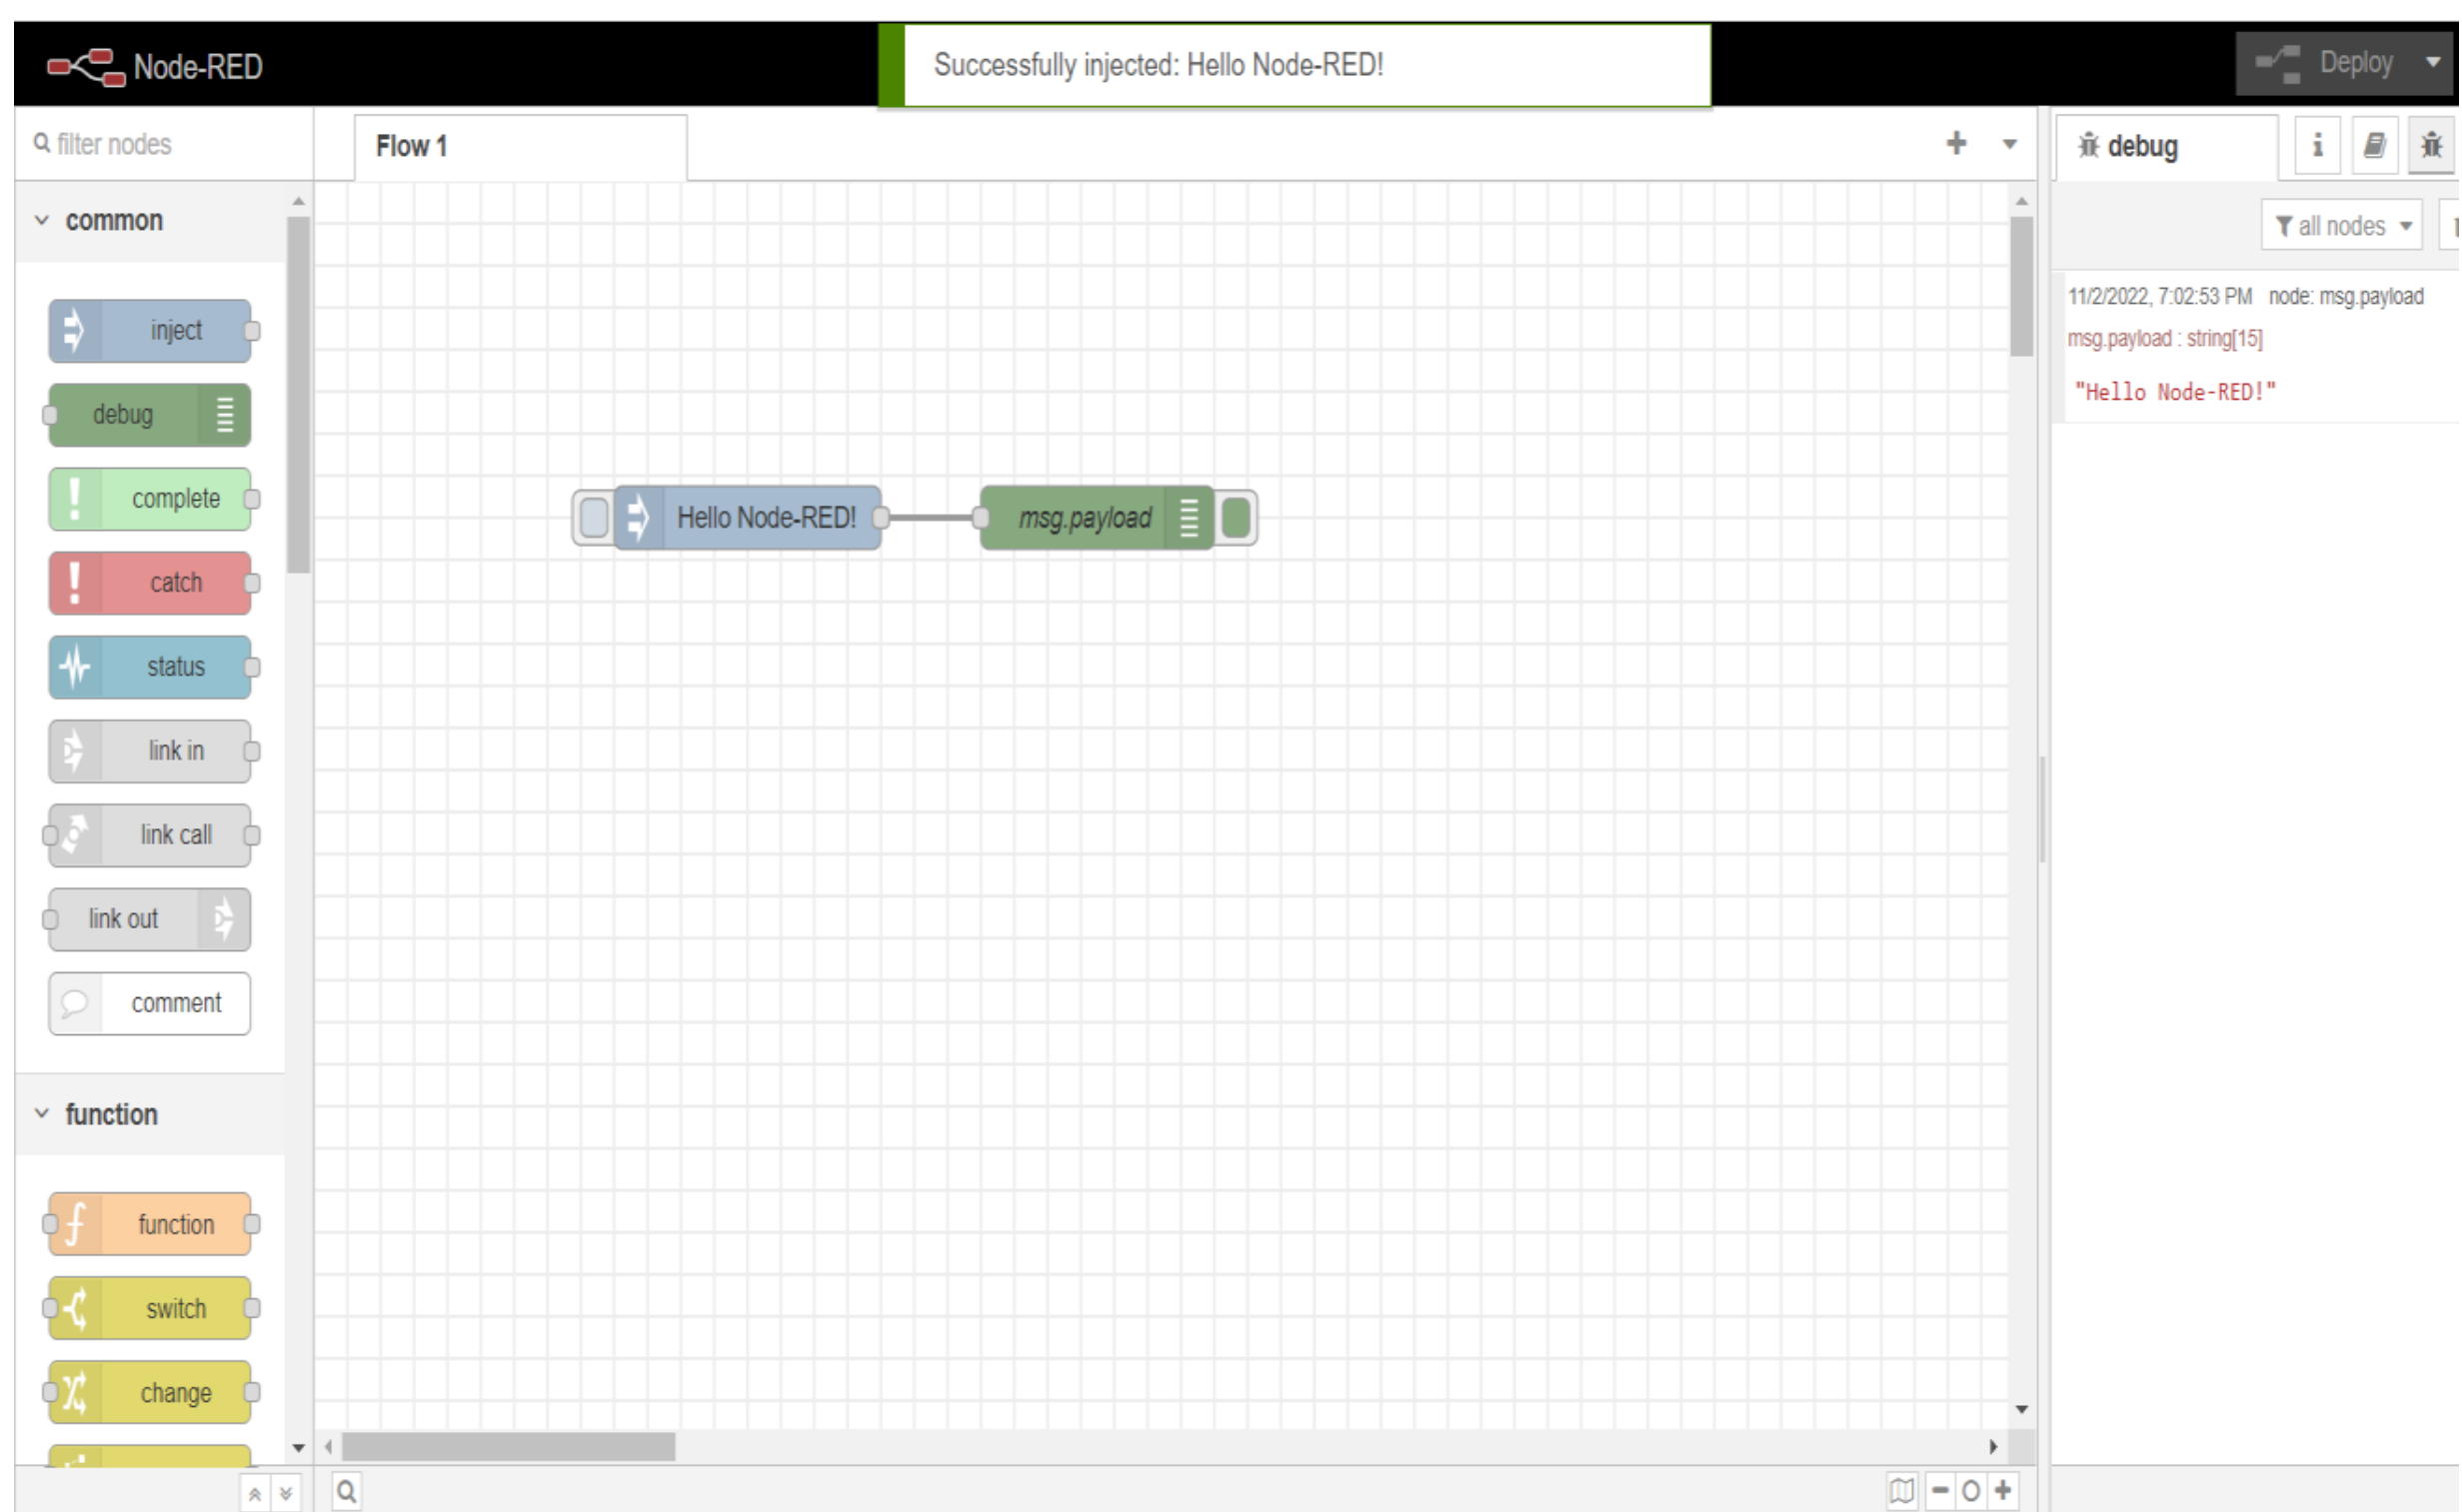 Node-RED
Successfully injected: Hello Node-RED!
Deploy
filter nodes
Flow 1
debug
common
all nodes
inject
debug
complete
catch
status
link in
link call
link out
comment
function
function
switch
change
Hello Node-RED!
msg.payload
11/2/2022, 7:02:53 PM node: msg.payload
msg.payload : string[15]
"Hello Node-RED!"